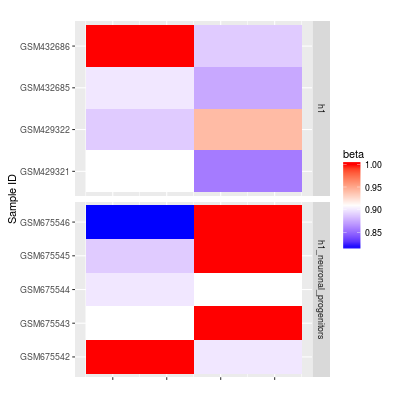 GSM432686
GSM432685
GSM429322
GSM429321
h1
GSM675546
GSM675545
GSM675544
GSM675543
GSM675542
h1_neuronal_progenitors
Sample ID
beta
1.00
0.95
0.90
0.85